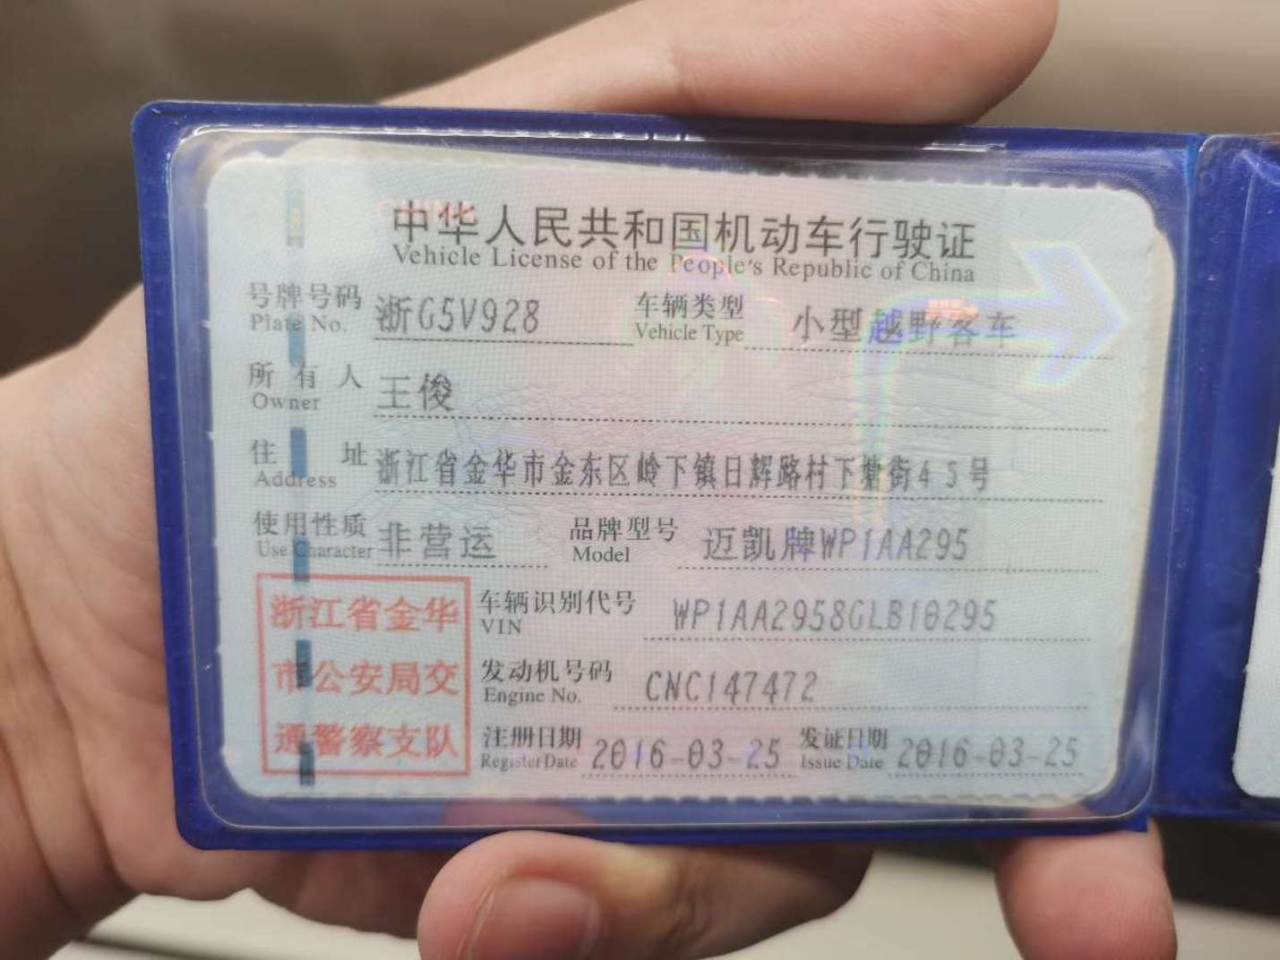 中华人民共和国机动车行驶证
Vehicle License of the People's Republic of China
号牌号码 浙G5V928 车辆类型 小型越野客车
Plate No. Vehicle Type
所有人 王俊
Owner
住址 浙江省金华市金东区岭下镇日辉路村下塘街45号
Address
使用性质 非营运 品牌型号 迈凯牌WP1AA295
Use Character Model
浙江省金华
市公安局交
通警察支队
车辆识别代号 WP1AA2958GLB10295
VIN
发动机号码 CNC147472
Engine No.
注册日期 2016-03-25 发证日期 2016-03-25
Register Date Issue Date